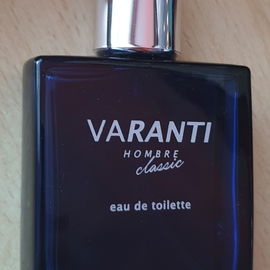 VARANTI
HOMBRE
classic
eau de toilette